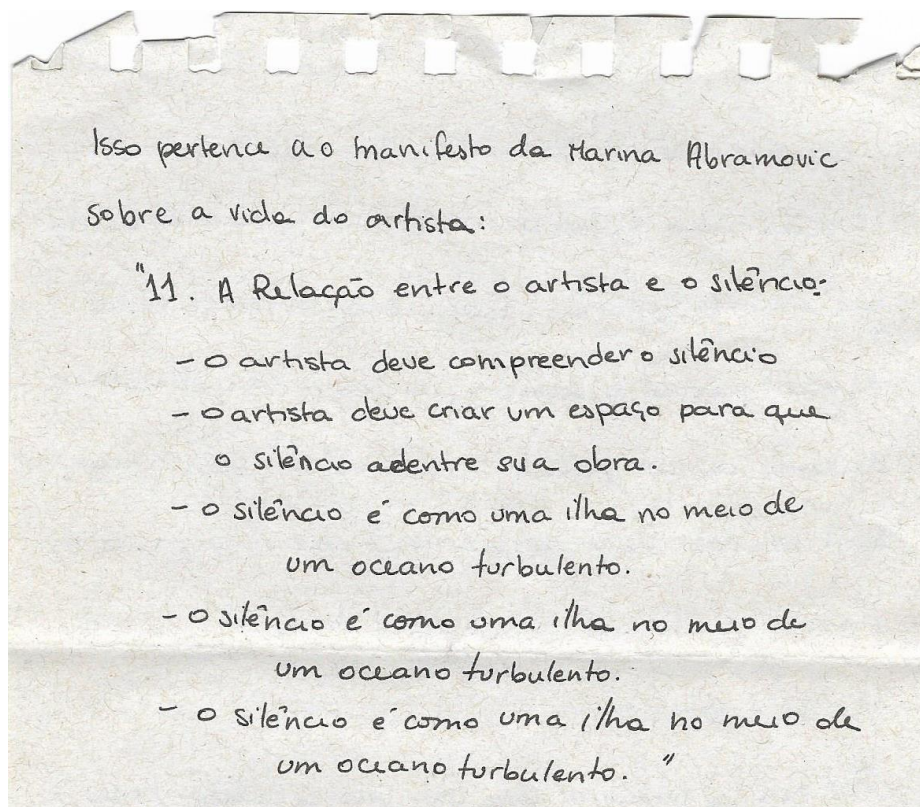 Isso pertence ao manifesto da Marina Abramovic
sobre a vida do artista:
"11. A Relação entre o artista e o silêncio:
- o artista deve compreender o silêncio
- o artista deve criar um espaço para que
o silêncio adentre sua obra.
- o silêncio é como uma ilha no meio de
um oceano turbulento.
- o silêncio é como uma ilha no meio de
um oceano turbulento.
- o silêncio é como uma ilha no meio de
um oceano turbulento."